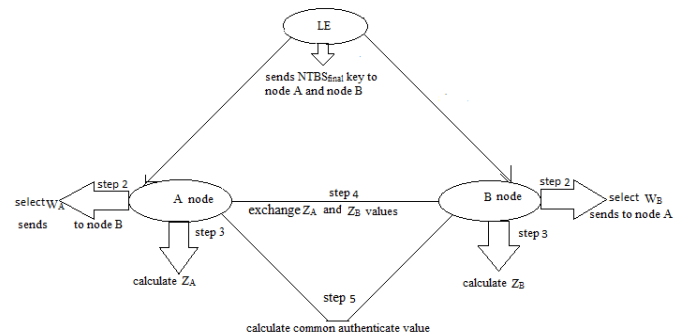 LE
sends NTBSfinal key to
node A and node B
step 2
select WA
sends to node B
A node
step 3
calculate ZA
step 4
exchange ZA and ZB values
B node
step 2
select WB
sends to node A
step 3
calculate ZB
step 5
calculate common authenticate value